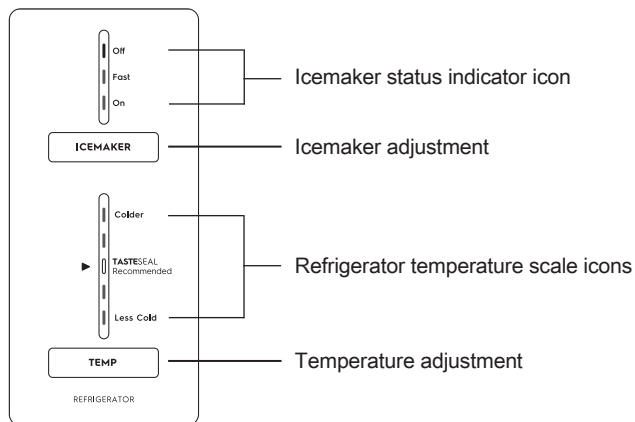 Off
Fast
On
Icemaker status indicator icon
ICEMAKER
Icemaker adjustment
Colder
TASTESEAL
Recommended
Refrigerator temperature scale icons
Less Cold
TEMP
Temperature adjustment
REFRIGERATOR